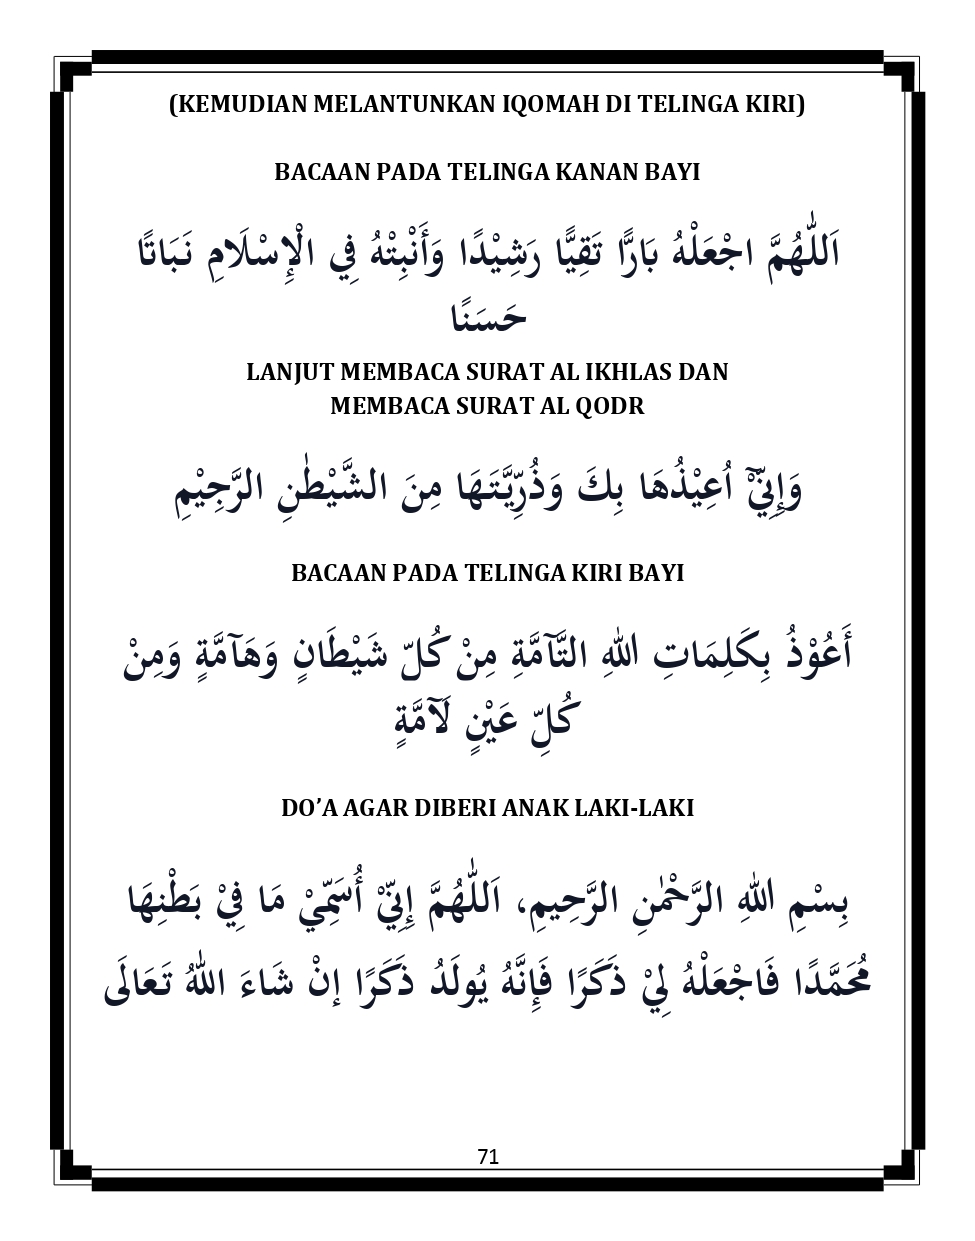 (KEMUDIAN MELANTUNKAN IQOMAH DI TELINGA KIRI)
BACAAN PADA TELINGA KANAN BAYI
اَللّٰهُمَّ اجْعَلْهُ بَارًّا تَقِيًّا رَشِيْدًا وَأَنْبِتْهُ فِي الْإِسْلَامِ نَبَاتًا
حَسَنًا
LANJUT MEMBACA SURAT AL IKHLAS DAN
MEMBACA SURAT AL QODR
وَإِنِّيْٓ اُعِيْذُهَا بِكَ وَذُرِّيَّتَهَا مِنَ الشَّيْطٰنِ الرَّجِيْمِ
BACAAN PADA TELINGA KIRI BAYI
أَعُوْذُ بِكَلِمَاتِ اللهِ التَّآمَّةِ مِنْ كُلّ شَيْطَانٍ وَهَآمَّةٍ وَمِنْ
كُلِّ عَيْنٍ لَآمَّةٍ
DO’A AGAR DIBERI ANAK LAKI-LAKI
بِسْمِ اللهِ الرَّحْمٰنِ الرَّحِيمِ، اَللّٰهُمَّ إِنِّيْ أُسَمِّيْ مَا فِيْ بَطْنِهَا
مُحَمَّدًا فَاجْعَلْهُ لِيْ ذَكَرًا فَإِنَّهُ يُولَدُ ذَكَرًا إنْ شَاءَ اللهُ تَعَالَى
71